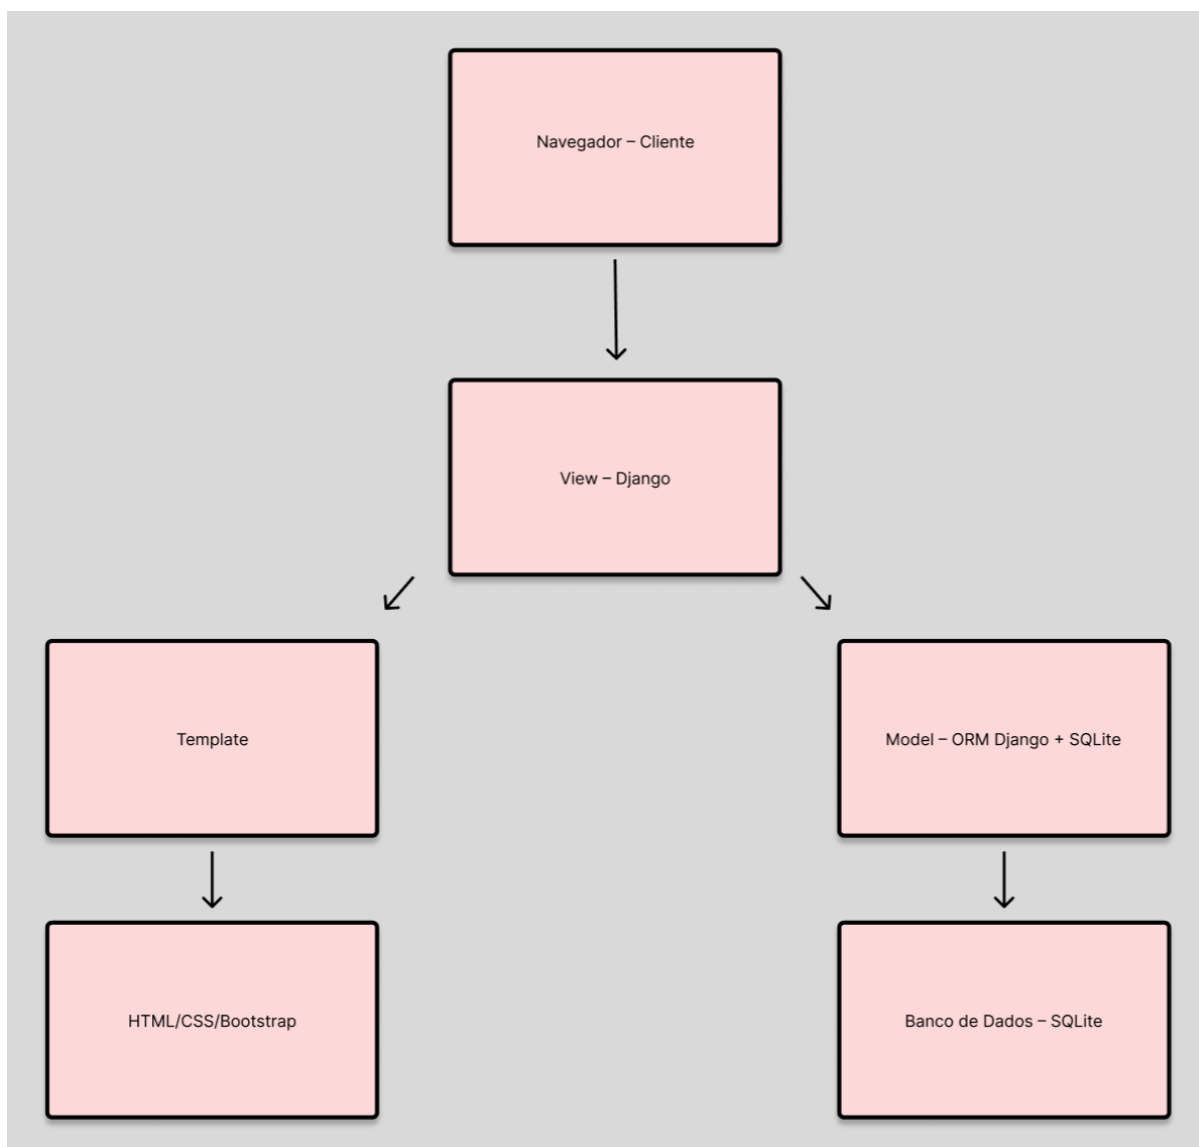 Navegador – Cliente
View – Django
Template
Model – ORM Django + SQLite
HTML/CSS/Bootstrap
Banco de Dados – SQLite